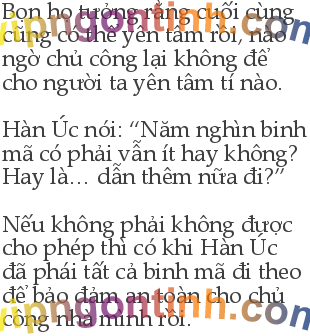 Bọn họ tưởng rằng cuối cùng
cũng có thể yên tâm rồi, nào
ngờ chủ công lại không để
cho người ta yên tâm tí nào.
Hàn Úc nói: “Năm nghìn binh
mã có phải vẫn ít hay không?
Hay là... dẫn thêm nữa đi?”
Nếu không phải không được
cho phép thì có khi Hàn Úc
đã phái tất cả binh mã đi theo
để bảo đảm an toàn cho chủ
công nhà mình rồi.
vipngontinh.com
vipngontinh.com